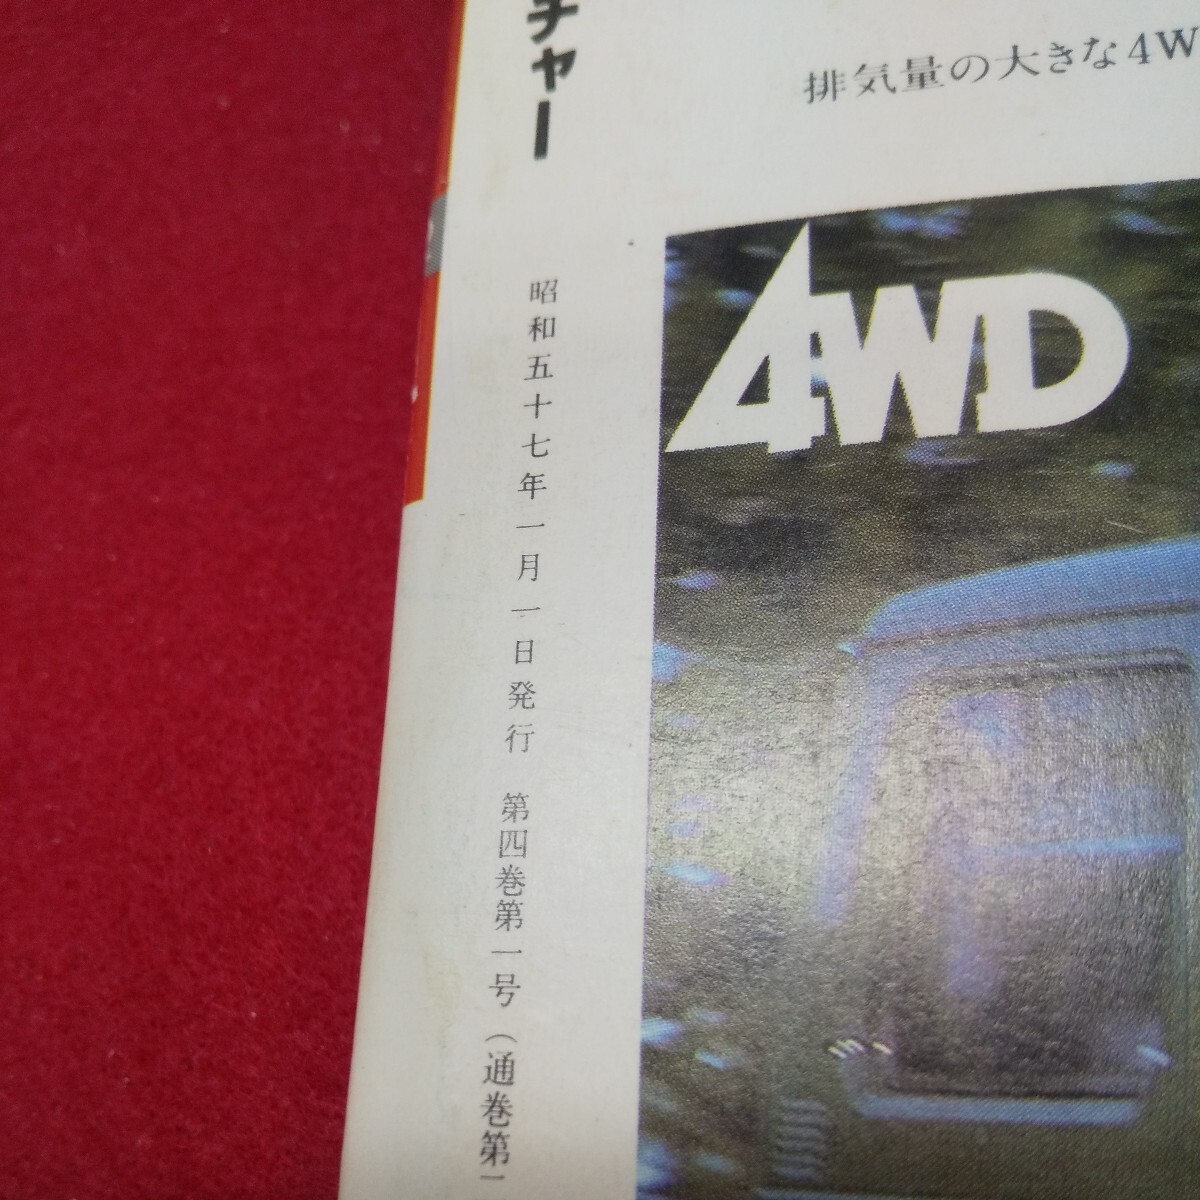 チャー
排気量の大きな4W
4WD
昭和五十七年一月一日発行 第四巻第一号(通巻第